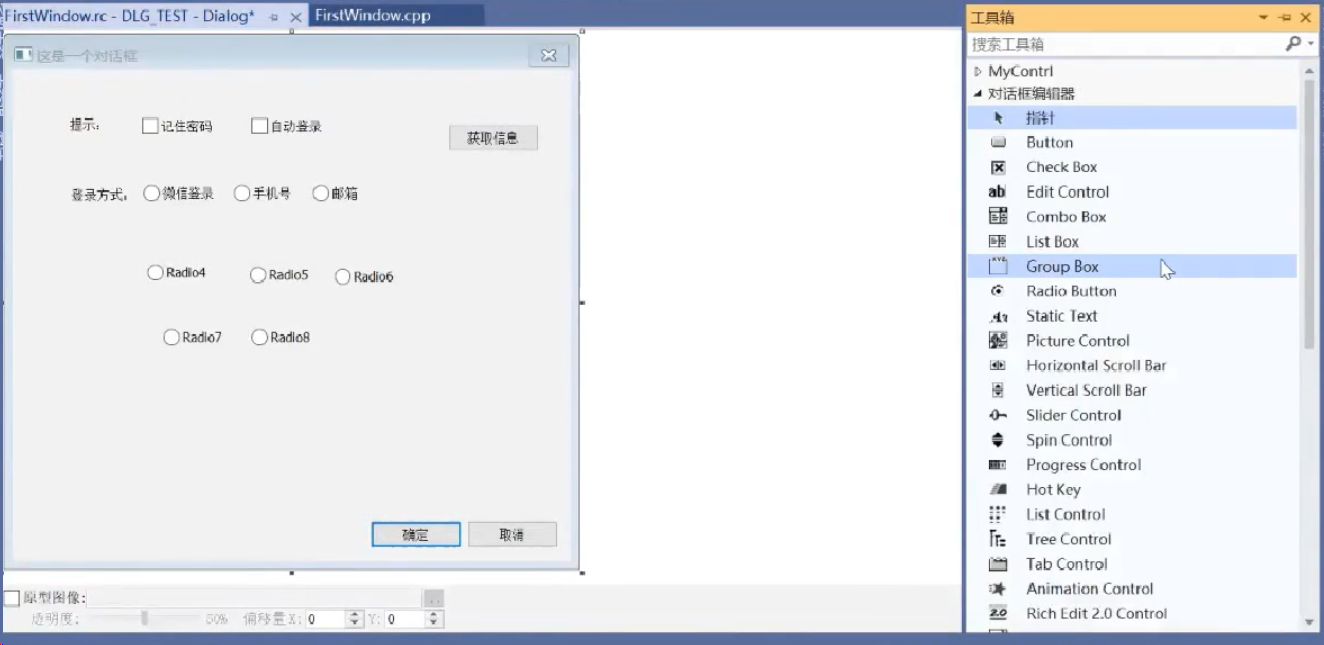 FirstWindow.rc - DLG_TEST - Dialog*
FirstWindow.cpp
这是一个对话框
提示:
记住密码
自动登录
获取信息
登录方式:
微信登录
手机号
邮箱
Radio4
Radio5
Radio6
Radio7
Radio8
确定
取消
原型图像:
透明度:
50%
偏移量 X:
0
Y:
0
工具箱
搜索工具箱
MyContrl
对话框编辑器
指针
Button
Check Box
Edit Control
Combo Box
List Box
Group Box
Radio Button
Static Text
Picture Control
Horizontal Scroll Bar
Vertical Scroll Bar
Slider Control
Spin Control
Progress Control
Hot Key
List Control
Tree Control
Tab Control
Animation Control
Rich Edit 2.0 Control